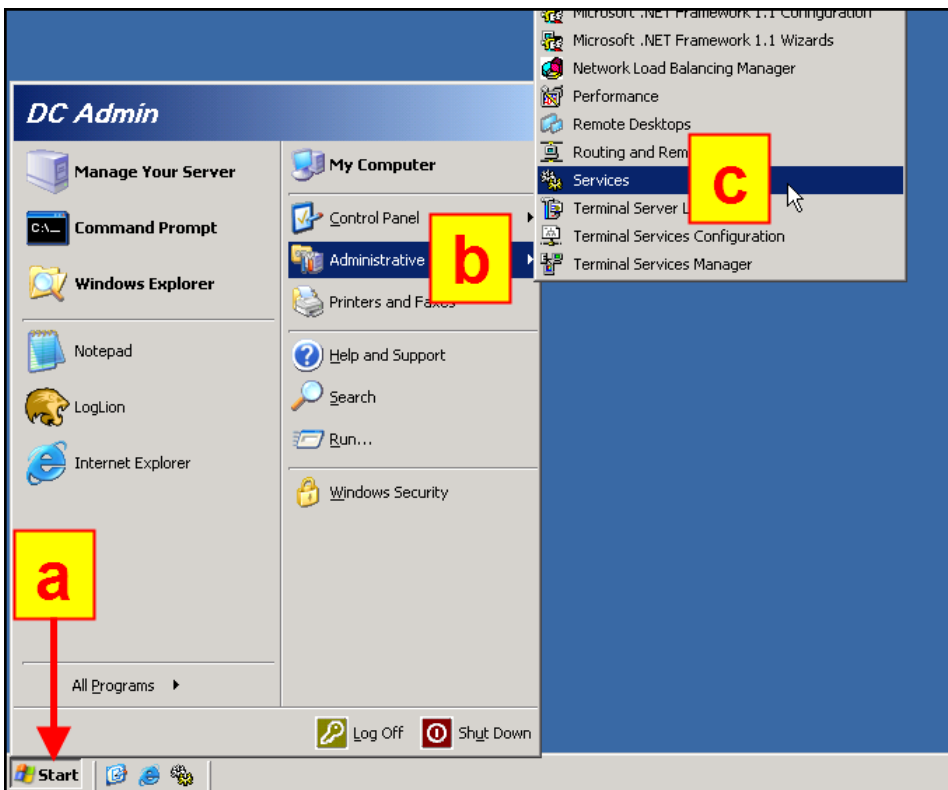 Microsoft .NET Framework 1.1 Configuration
Microsoft .NET Framework 1.1 Wizards
Network Load Balancing Manager
Performance
Remote Desktops
Routing and Rem
Services
Terminal Server L
Terminal Services Configuration
Terminal Services Manager
c
DC Admin
Manage Your Server
Command Prompt
C:\_
Windows Explorer
Notepad
LogLion
Internet Explorer
My Computer
Control Panel
Administrative
b
Printers and Faxes
Help and Support
Search
Run...
Windows Security
a
All Programs
Log Off
Shut Down
Start